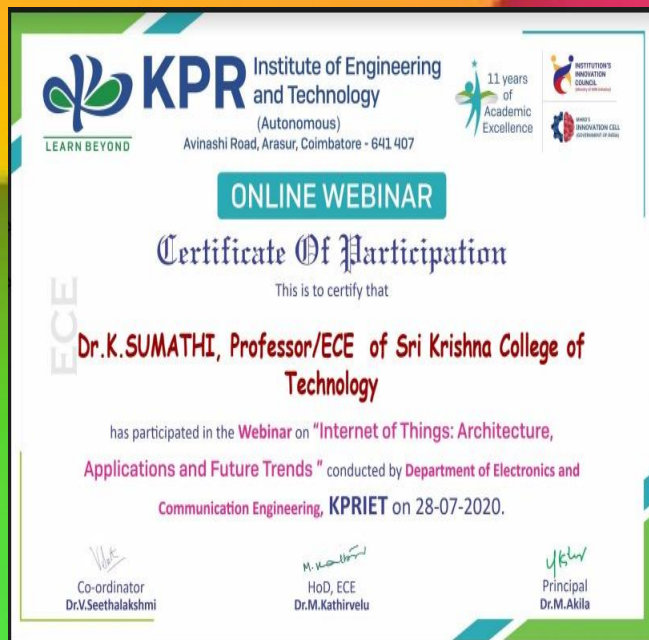 KPR Institute of Engineering
and Technology
(Autonomous)
LEARN BEYOND
Avinashi Road, Arasur, Coimbatore - 641 407
11 years
of
Academic
Excellence
INSTITUTION'S
INNOVATION
COUNCIL
INNOVATION CELL
(GOVERNMENT OF INDIA)
ONLINE WEBINAR
Certificate Of Participation
This is to certify that
ECE
Dr.K.SUMATHI, Professor/ECE of Sri Krishna College of
Technology
has participated in the Webinar on "Internet of Things: Architecture,
Applications and Future Trends " conducted by Department of Electronics and
Communication Engineering, KPRIET on 28-07-2020.
Co-ordinator
Dr.V.Seethalakshmi
HoD, ECE
Dr.M.Kathirvelu
Principal
Dr.M.Akila